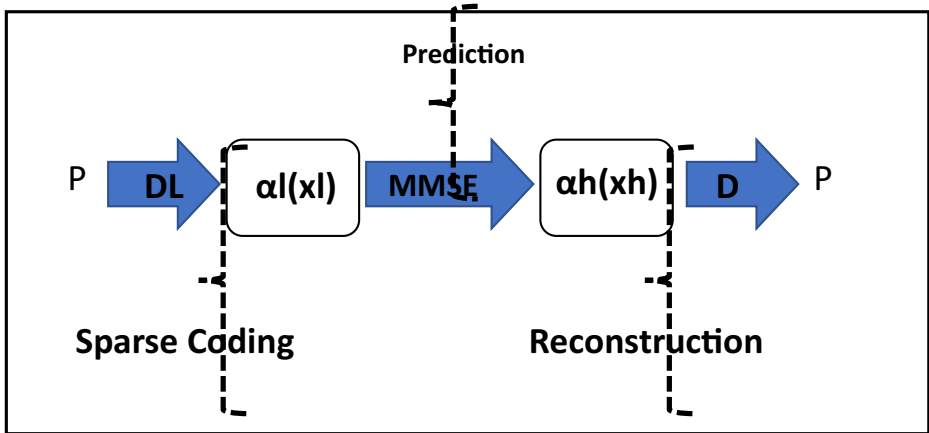 Prediction
P DL αl(xl) MMSE αh(xh) D P
Sparse Coding Reconstruction